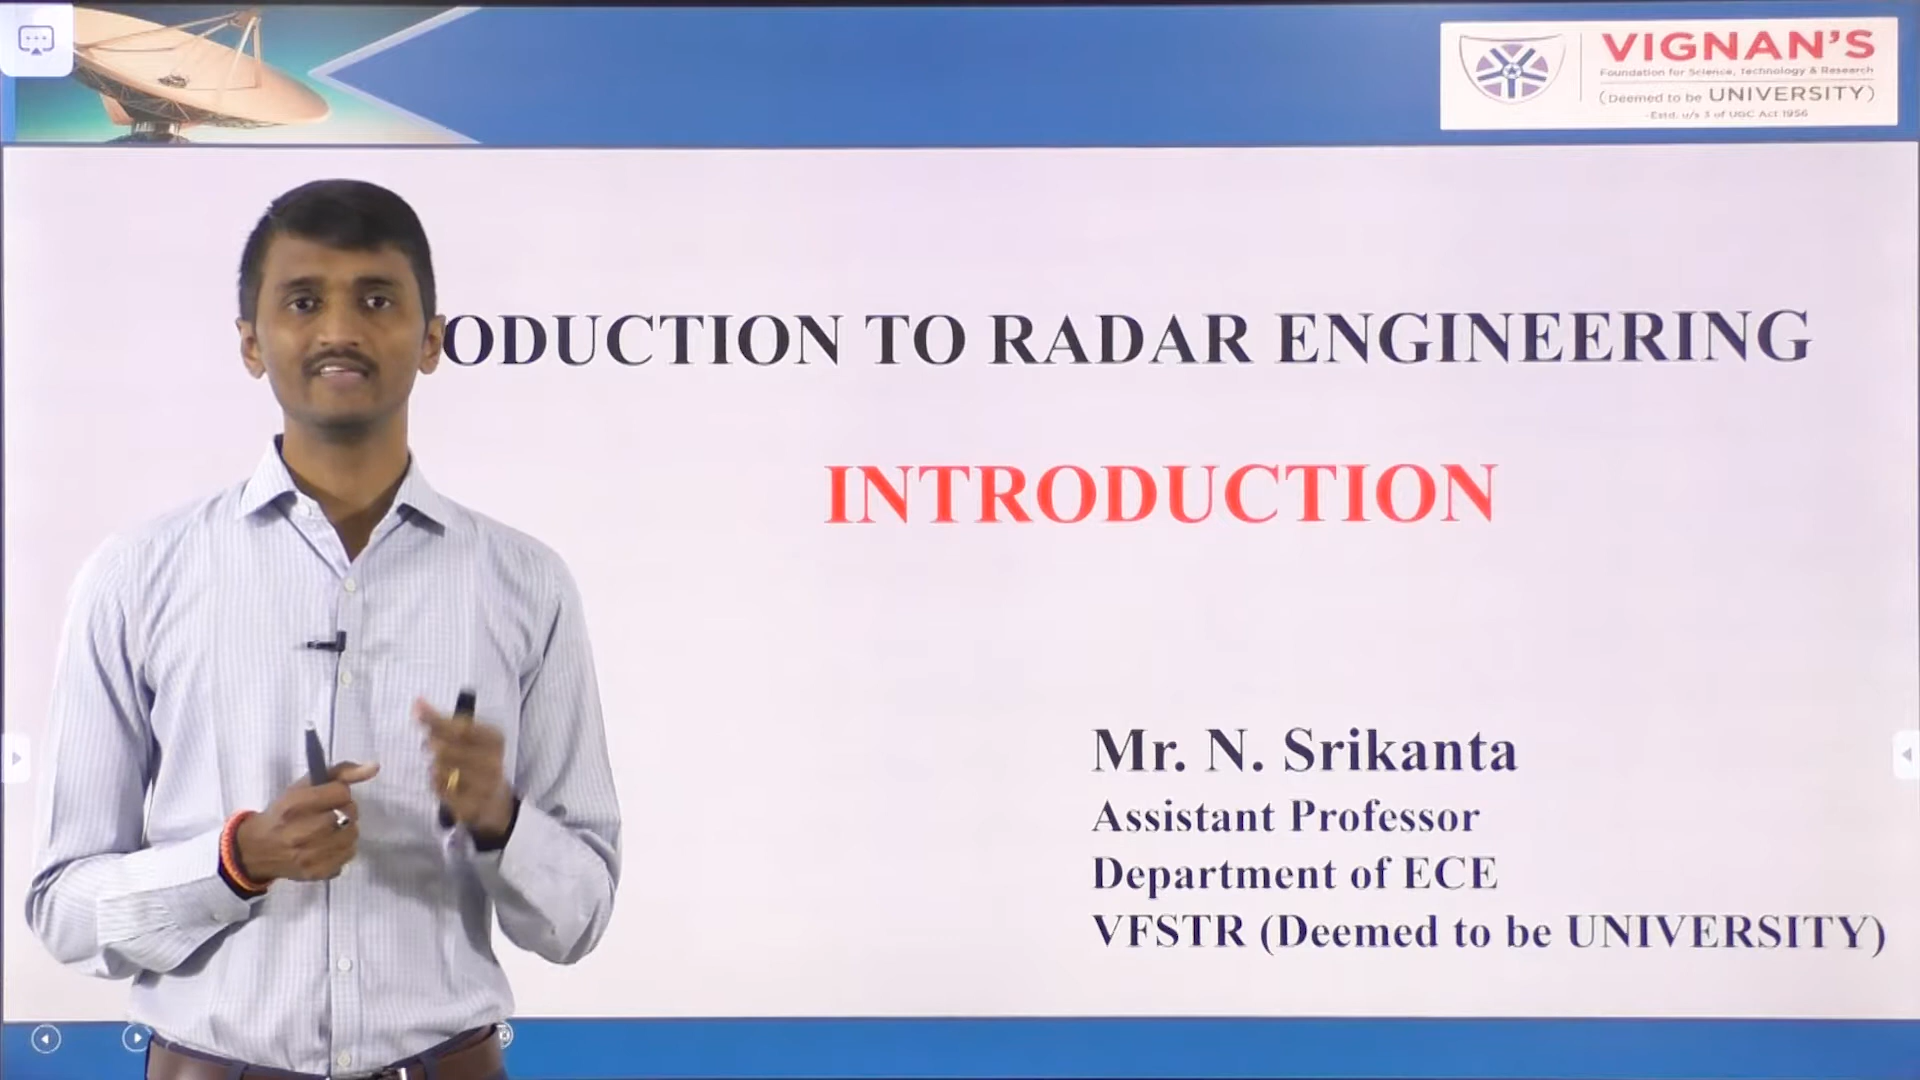 VIGNAN'S
Foundation for Science, Technology & Research
(Deemed to be UNIVERSITY)
-Estd. u/s 3 of UGC Act 1956
ODUCTION TO RADAR ENGINEERING
INTRODUCTION
Mr. N. Srikanta
Assistant Professor
Department of ECE
VFSTR (Deemed to be UNIVERSITY)